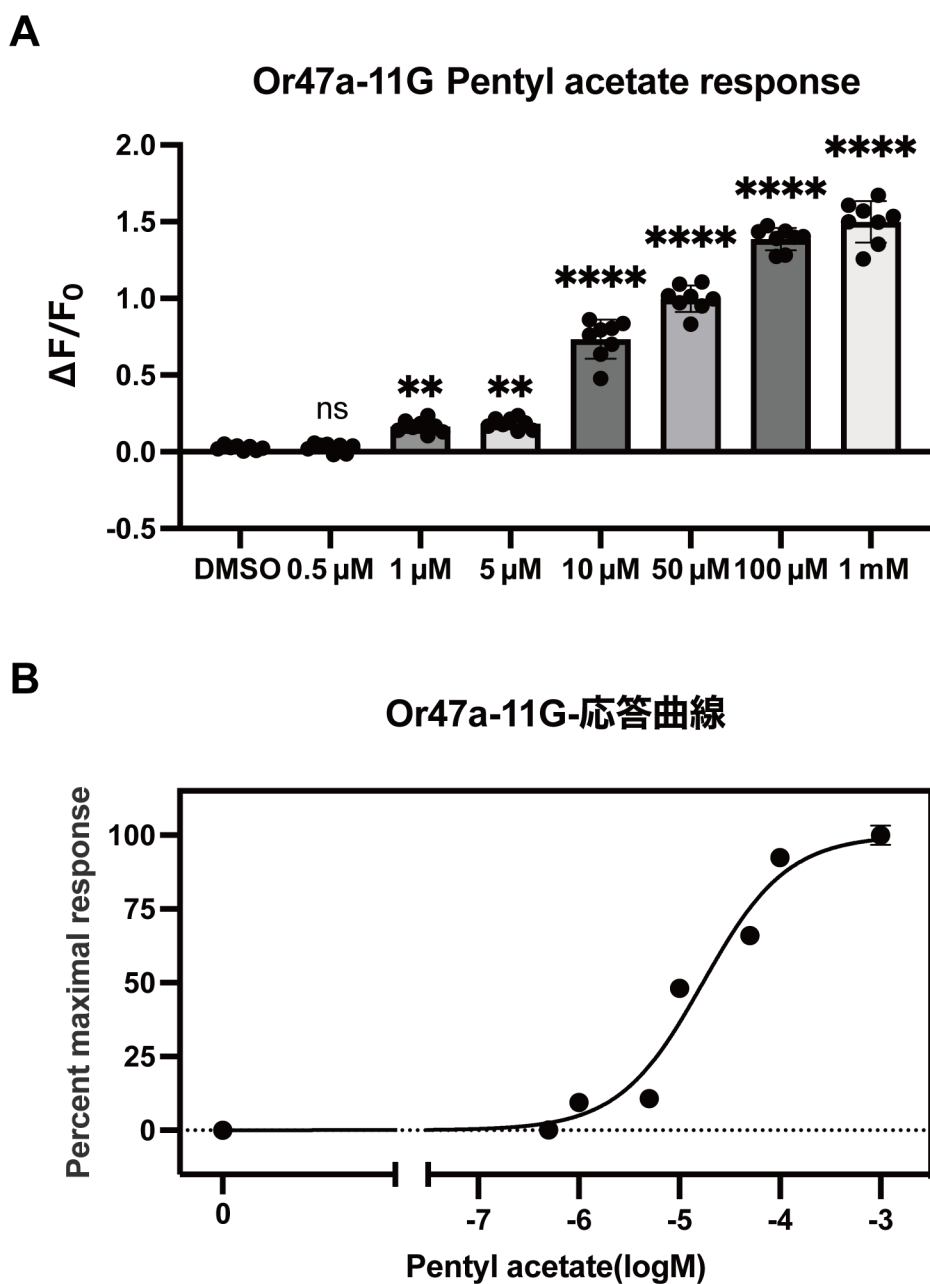 A
Or47a-11G Pentyl acetate response
ΔF/F0
2.0
1.5
1.0
0.5
0.0
-0.5
ns
**
**
****
****
****
****
DMSO 0.5 µM 1 µM 5 µM 10 µM 50 µM 100 µM 1 mM
B
Or47a-11G-応答曲線
Percent maximal response
100
75
50
25
0
0 -7 -6 -5 -4 -3
Pentyl acetate(logM)